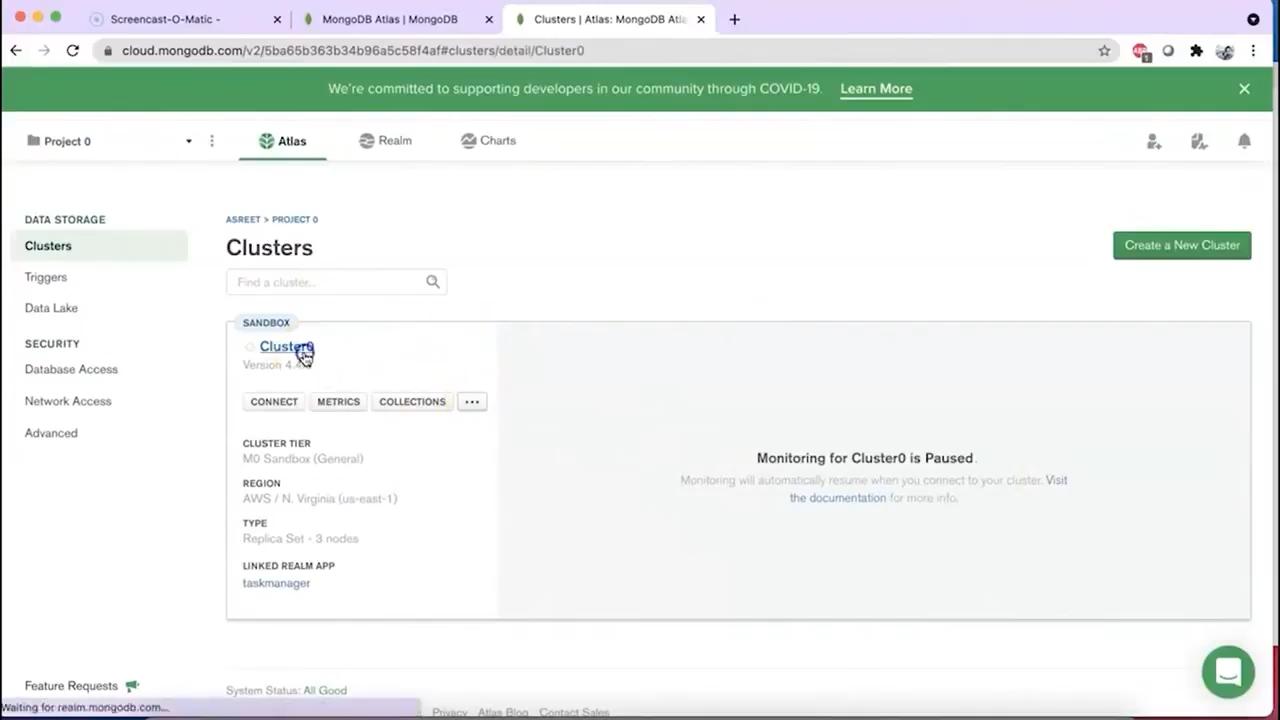 Screencast-O-Matic -
MongoDB Atlas | MongoDB
Clusters | Atlas: MongoDB Atla
cloud.mongodb.com/v2/5ba65b363b34b96a5c58f4af#clusters/detail/Cluster0
We're committed to supporting developers in our community through COVID-19. Learn More
Project 0
Atlas
Realm
Charts
DATA STORAGE
Clusters
Triggers
Data Lake
SECURITY
Database Access
Network Access
Advanced
Feature Requests
ASREET > PROJECT 0
Clusters
Create a New Cluster
Find a cluster...
SANDBOX
Cluster0
Version 4.4
CONNECT
METRICS
COLLECTIONS
...
CLUSTER TIER
M0 Sandbox (General)
REGION
AWS / N. Virginia (us-east-1)
TYPE
Replica Set - 3 nodes
LINKED REALM APP
taskmanager
Monitoring for Cluster0 is Paused.
Monitoring will automatically resume when you connect to your cluster. Visit
the documentation for more info.
System Status: All Good
Privacy Atlas Blog Contact Sales
Waiting for realm.mongodb.com...